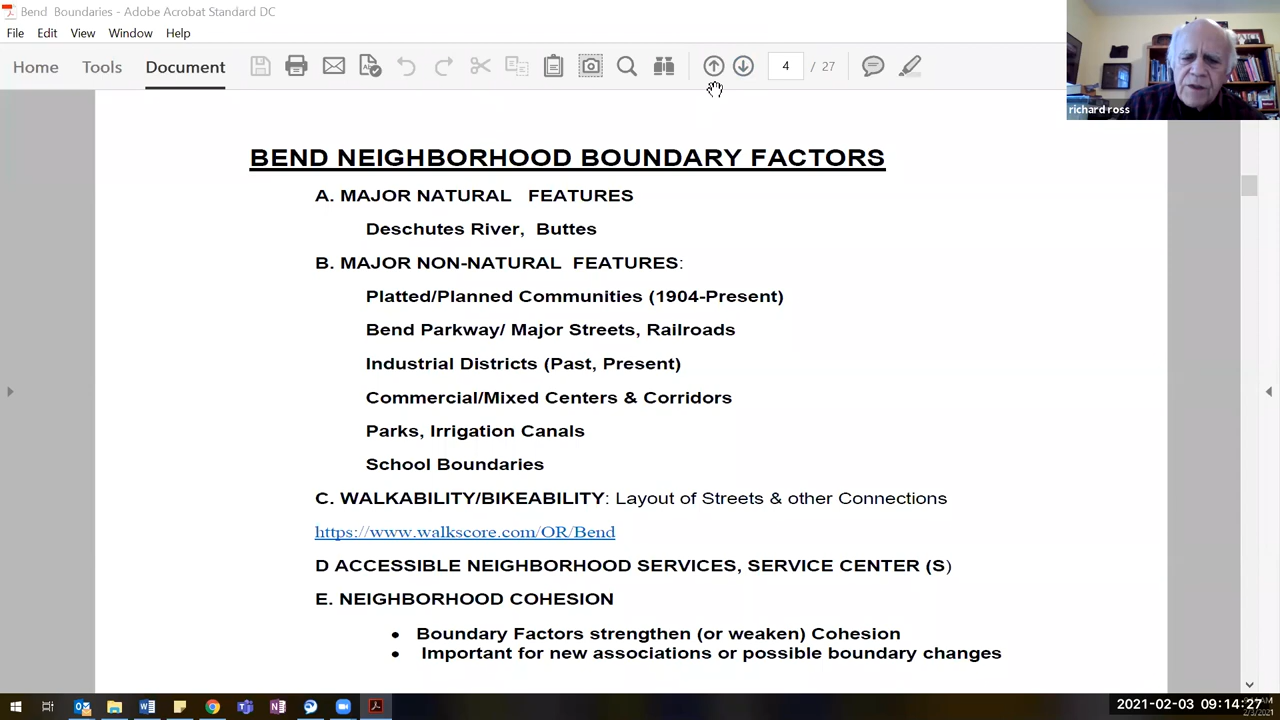 Bend Boundaries - Adobe Acrobat Standard DC
File Edit View Window Help
Home Tools Document 4 / 27
richard ross
BEND NEIGHBORHOOD BOUNDARY FACTORS
A. MAJOR NATURAL FEATURES
Deschutes River, Buttes
B. MAJOR NON-NATURAL FEATURES:
Platted/Planned Communities (1904-Present)
Bend Parkway/ Major Streets, Railroads
Industrial Districts (Past, Present)
Commercial/Mixed Centers & Corridors
Parks, Irrigation Canals
School Boundaries
C. WALKABILITY/BIKEABILITY: Layout of Streets & other Connections
https://www.walkscore.com/OR/Bend
D ACCESSIBLE NEIGHBORHOOD SERVICES, SERVICE CENTER (S)
E. NEIGHBORHOOD COHESION
• Boundary Factors strengthen (or weaken) Cohesion
• Important for new associations or possible boundary changes
2021-02-03 09:14:27